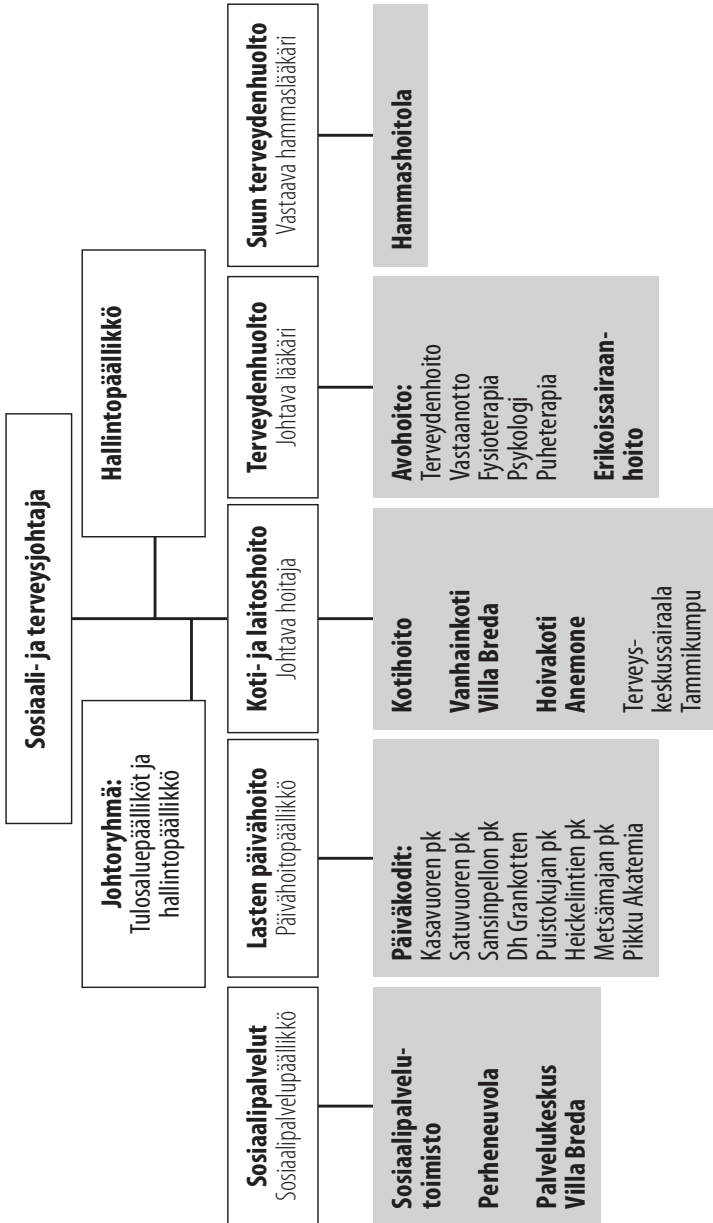 Sosiaali- ja terveysjohtaja
Johtoryhmä:
Tulosaluepäälliköt ja
hallintopäällikkö
Hallintopäällikkö
Sosiaalipalvelut
Sosiaalipalvelupäällikkö
Lasten päivähoito
Päivähoitopäällikkö
Koti- ja laitoshoito
Johtava hoitaja
Terveydenhuolto
Johtava lääkäri
Suun terveydenhuolto
Vastaava hammaslääkäri
Sosiaalipalvelu-
toimisto
Perheneuvola
Palvelukeskus
Villa Breda
Päiväkodit:
Kasavuoren pk
Satuvuoren pk
Sansinpellon pk
Dh Grankotten
Puistokujan pk
Heickelintien pk
Metsämajan pk
Pikku Akatemia
Kotihoito
Vanhainkoti
Villa Breda
Hoivakoti
Anemone
Terveys-
keskussairaala
Tammikumpu
Avohoito:
Terveydenhoito
Vastaanotto
Fysioterapia
Psykologi
Puheterapia
Erikoissairaan-
hoito
Hammashoitola